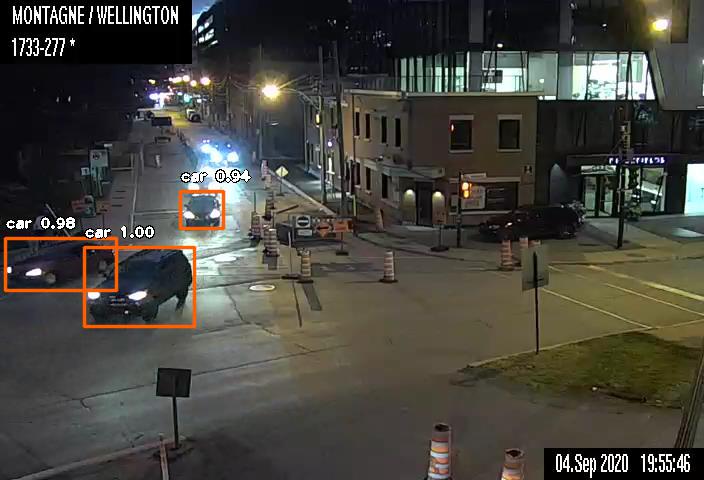 MONTAGNE / WELLINGTON
1733-277 *
car 0.94
car 0.98
car 1.00
04.Sep 2020 19:55:46